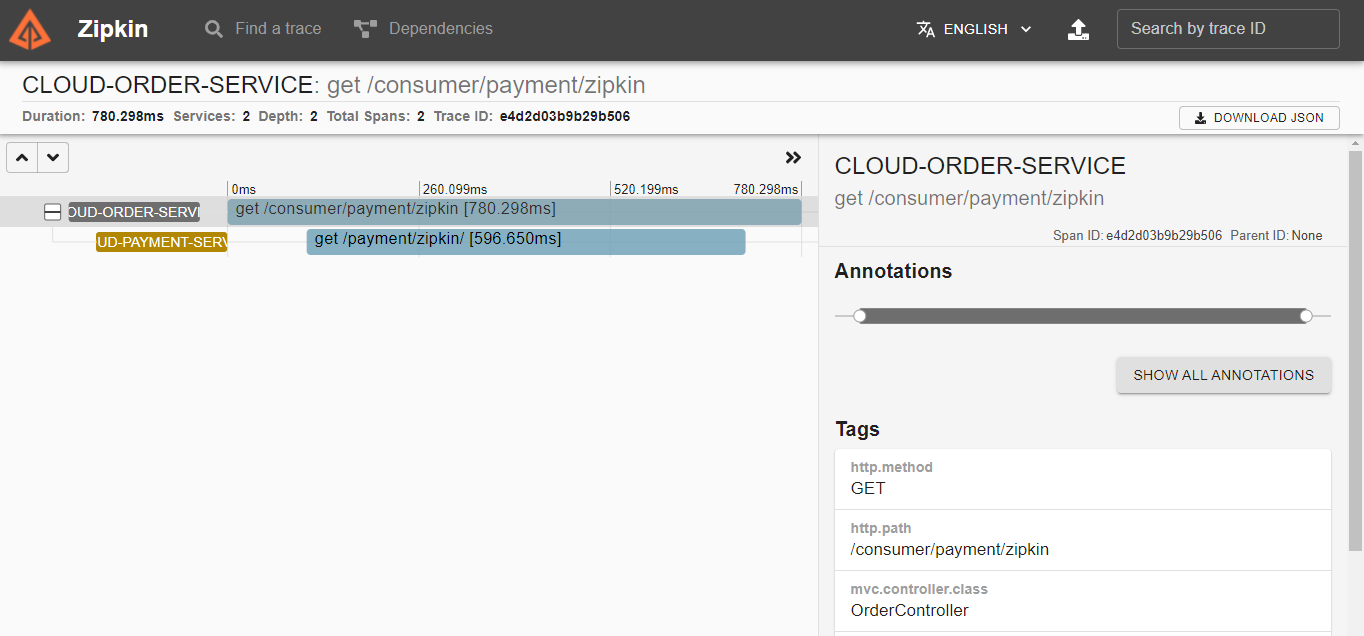 Zipkin Find a trace Dependencies ENGLISH Search by trace ID
CLOUD-ORDER-SERVICE: get /consumer/payment/zipkin
Duration: 780.298ms Services: 2 Depth: 2 Total Spans: 2 Trace ID: e4d2d03b9b29b506
DOWNLOAD JSON
0ms 260.099ms 520.199ms 780.298ms
OUD-ORDER-SERVI get /consumer/payment/zipkin [780.298ms]
UD-PAYMENT-SERV get /payment/zipkin/ [596.650ms]
CLOUD-ORDER-SERVICE
get /consumer/payment/zipkin
Span ID: e4d2d03b9b29b506 Parent ID: None
Annotations
SHOW ALL ANNOTATIONS
Tags
http.method
GET
http.path
/consumer/payment/zipkin
mvc.controller.class
OrderController